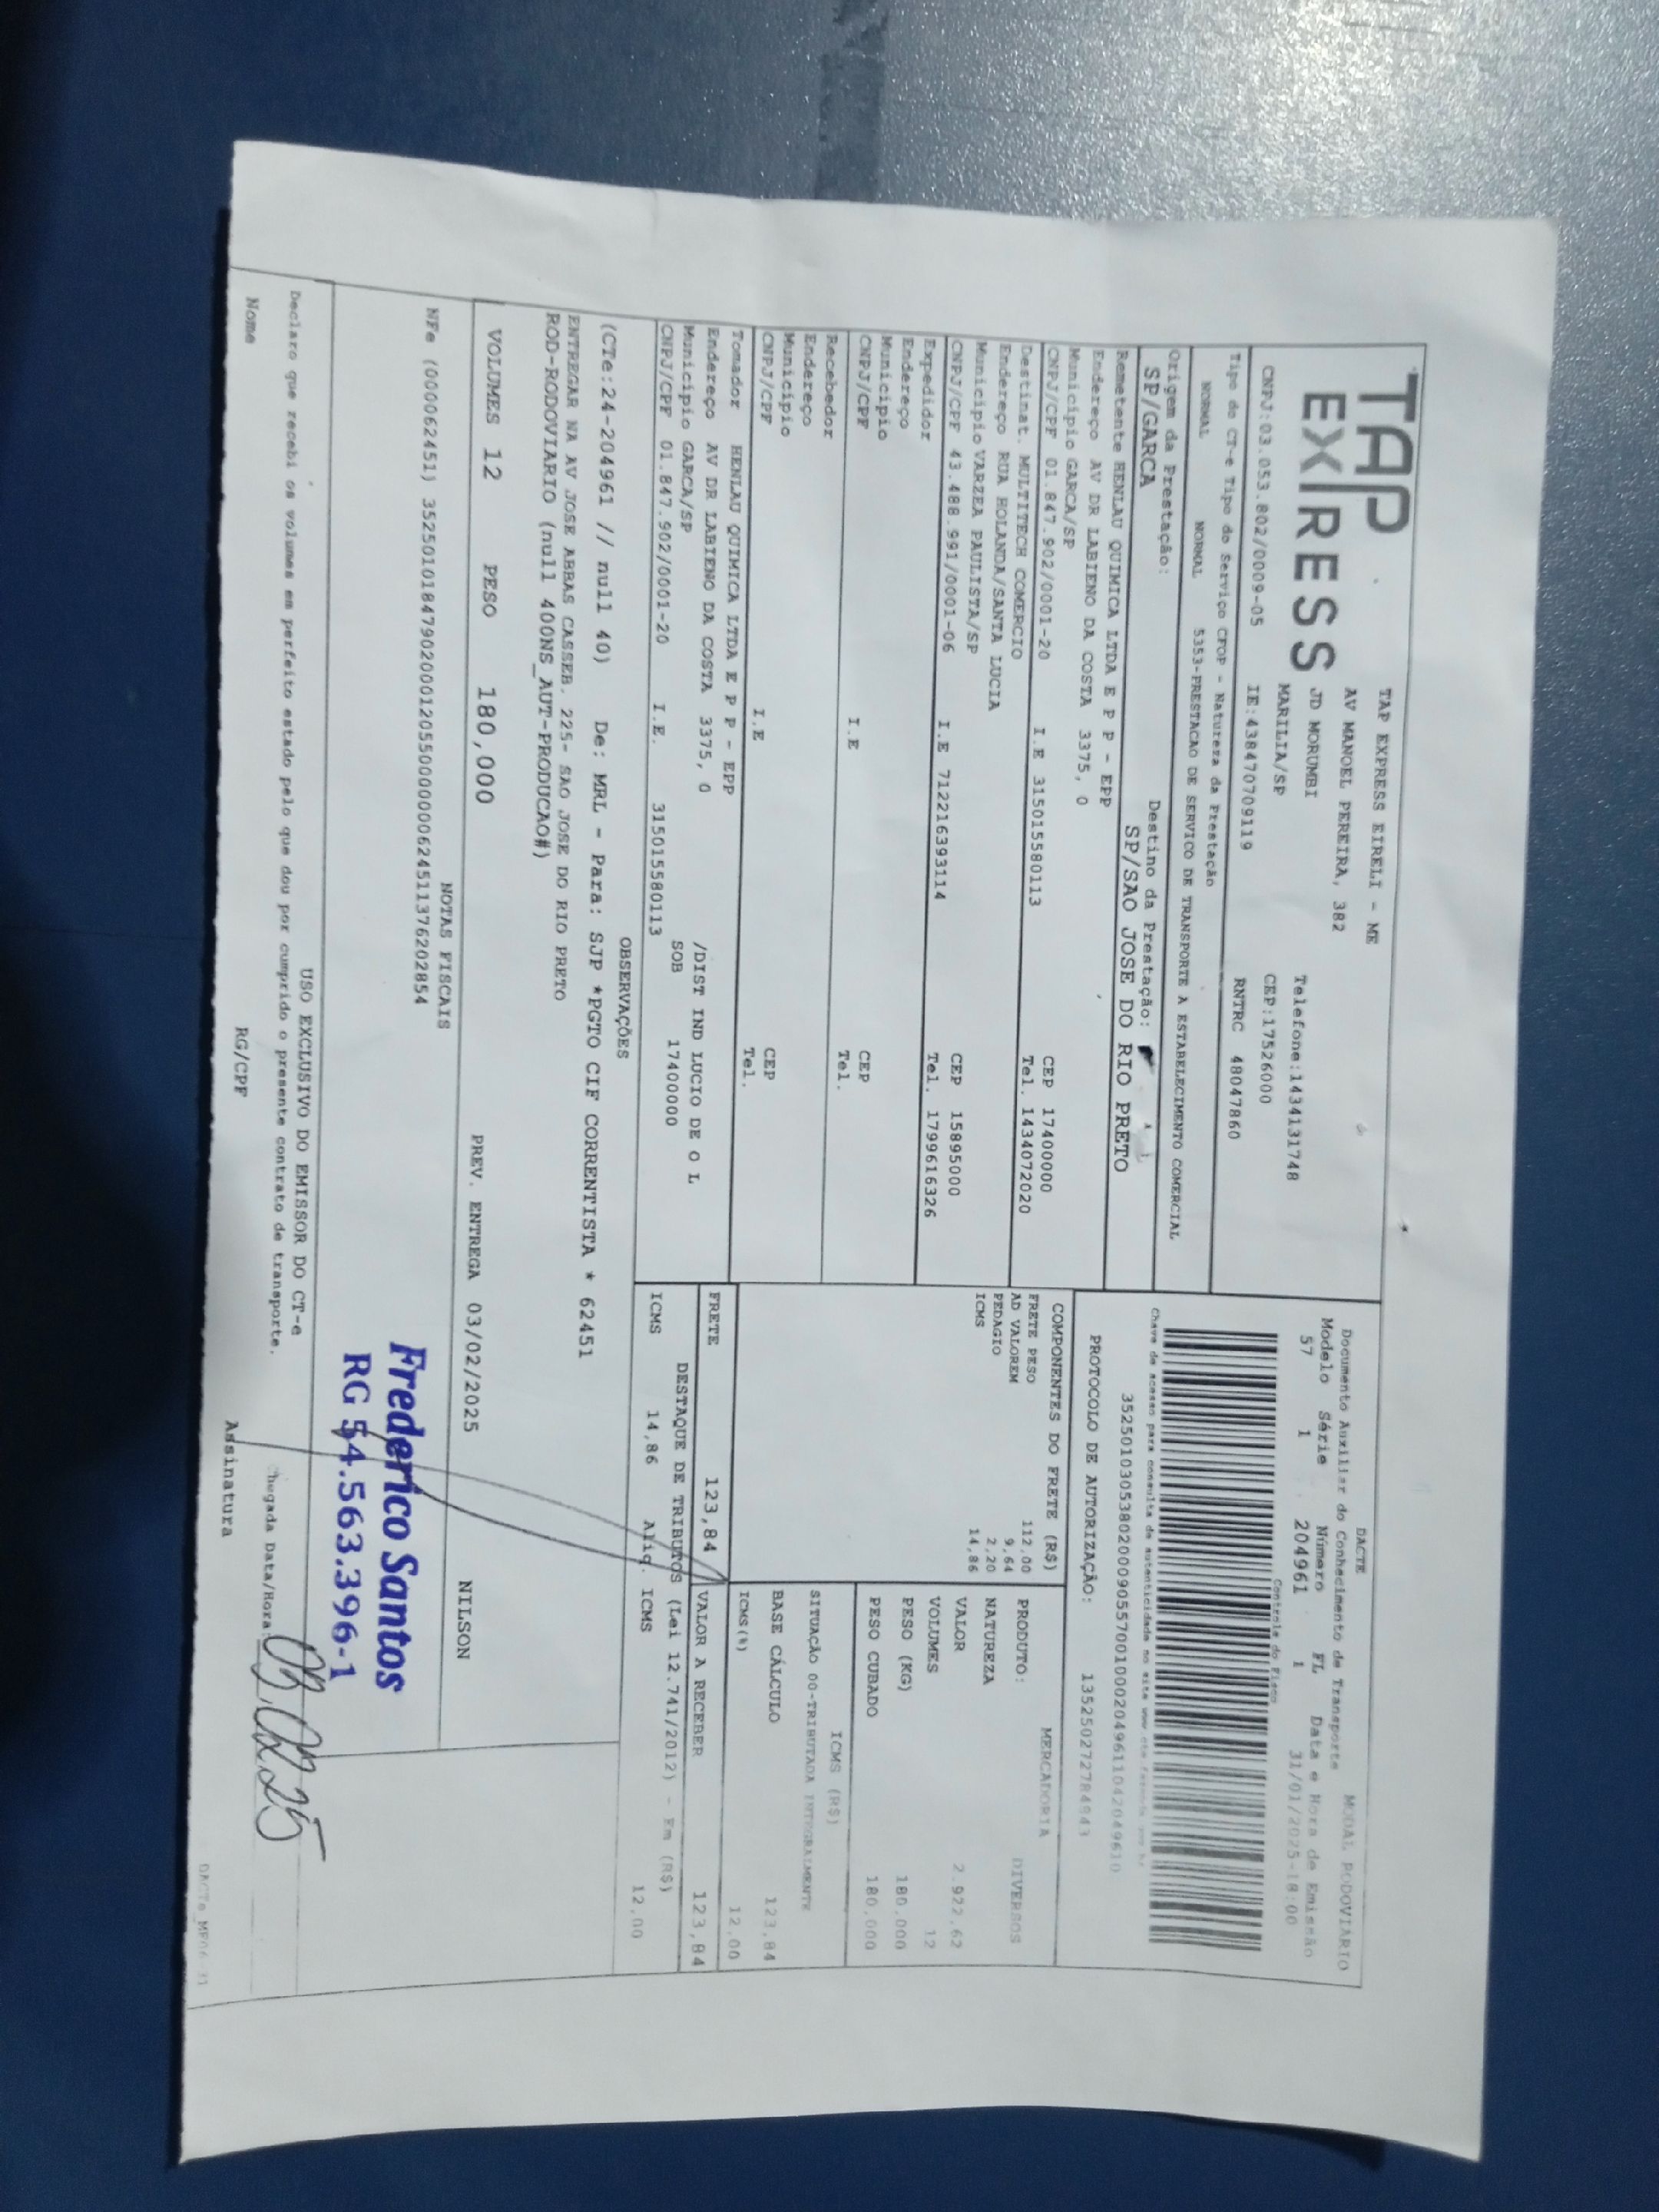 TAP
EXPRESS
TAP EXPRESS EIRELI - ME
AV MANOEL PEREIRA, 382
JD MORUMBI
MARILIA/SP
Telefone:1434131748
CEP:17526000
CNPJ:03.053.802/0009-05 IE:438470709119 RNTRC 48047860
Tipo do CT-e Tipo do Serviço CFOP - Natureza da Prestação
NORMAL NORMAL 5353-PRESTACAO DE SERVICO DE TRANSPORTE A ESTABELECIMENTO COMERCIAL
Origem da Prestação: Destino da Prestação:
SP/GARCA SP/SAO JOSE DO RIO PRETO
DACTE MODAL RODOVIARIO
Documento Auxiliar do Conhecimento de Transporte
Modelo Série Número FL Data e Hora de Emissão
57 1 204961 1 31/01/2025-18:00
Controle do Fisco
Chave de acesso para consulta de autenticidade no site
PROTOCOLO DE AUTORIZAÇÃO:
Remetente HENLAU QUIMICA LTDA E P P - EPP
Endereço AV DR LABIENO DA COSTA 3375, 0
Município GARCA/SP CEP 17400000
CNPJ/CPF 01.847.902/0001-20 I.E 315015580113 Tel. 1434072020
Destinat. MULTITECH COMERCIO
Endereço RUA HOLANDA/SANTA LUCIA
Município VARZEA PAULISTA/SP CEP 15895000
CNPJ/CPF 43.488.991/0001-06 I.E 712216393114 Tel. 1799616326
Expedidor
Endereço
Município CEP
CNPJ/CPF I.E Tel.
Recebedor
Endereço
Município CEP
CNPJ/CPF I.E Tel.
Tomador HENLAU QUIMICA LTDA E P P - EPP
Endereço AV DR LABIENO DA COSTA 3375, 0 /DIST IND LUCIO DE O L
Município GARCA/SP SOB 17400000
CNPJ/CPF 01.847.902/0001-20 I.E. 315015580113
COMPONENTES DO FRETE (R$)
FRETE PESO 112,00
AD VALOREM 9,64
PEDAGIO 2,20
ICMS 14,86
MERCADORIA
PRODUTO: DIVERSOS
NATUREZA
VALOR 2.922,62
VOLUMES 12
PESO (KG) 180,000
PESO CUBADO 180,000
ICMS (R$)
SITUAÇÃO 00-TRIBUTADA INTEGRALMENTE
BASE CÁLCULO 123,84
ICMS(%) 12,00
FRETE 123,84 VALOR A RECEBER 123,84
DESTAQUE DE TRIBUTOS (Lei 12.741/2012) - Em (R$)
ICMS 14,86 Aliq. ICMS 12,00
OBSERVAÇÕES
(CTe:24-204961 // null 40) De: MRL - Para: SJP *PGTO CIF CORRENTISTA * 62451
ENTREGAR NA AV JOSE ABRAS CASSEB. 225- SAO JOSE DO RIO PRETO
ROD-RODOVIARIO (null 400NS_AUT-PRODUCAO#)
VOLUMES 12 PESO 180,000 PREV. ENTREGA 03/02/2025 NILSON
NOTAS FISCAIS
NFe (000062451) 35250101847902000120550000000624511376202854
Frederico Santos
RG 54.563.396-1
USO EXCLUSIVO DO EMISSOR DO CT-e
Declaro que recebi os volumes em perfeito estado pelo que dou por cumprido o presente contrato de transporte.
Chegada Data/Hora: 03.02.25
Nome RG/CPF Assinatura